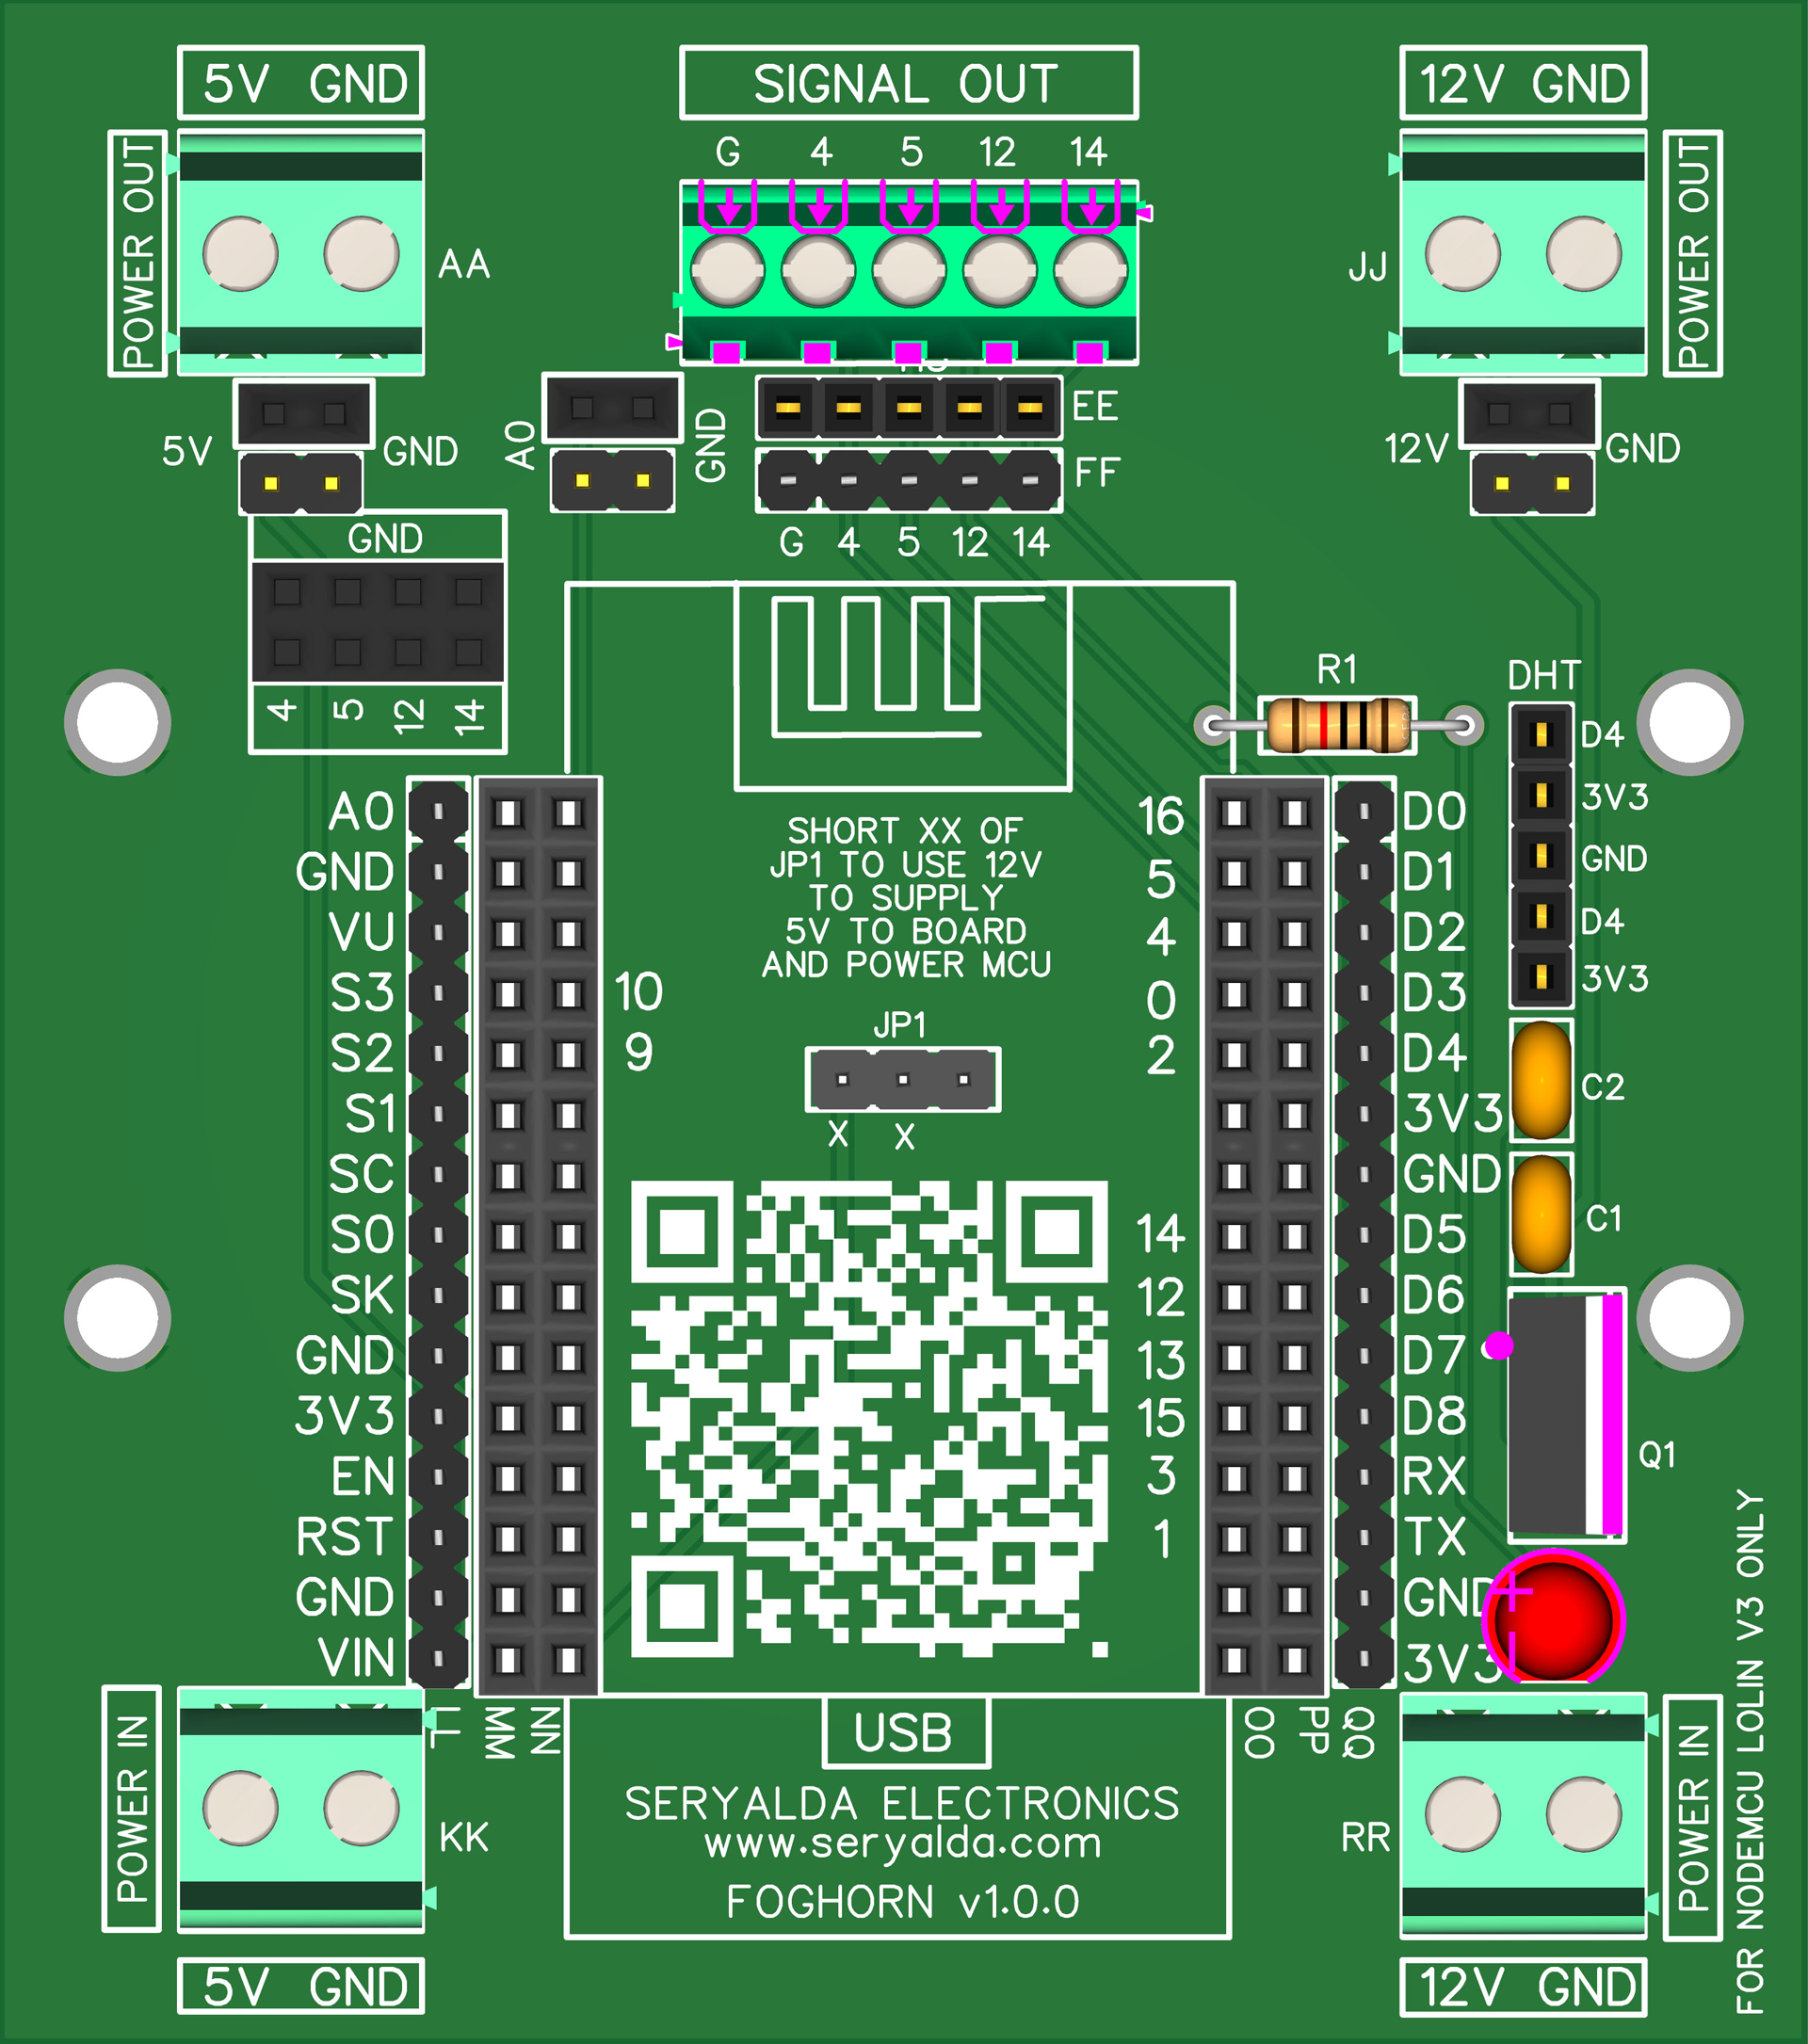 5V GND
SIGNAL OUT
12V GND
POWER OUT
G 4 5 12 14
POWER OUT
AA
JJ
5V
GND
A0
GND
EE
FF
12V
GND
G 4 5 12 14
GND
4 5 12 14
R1
DHT
D4
3V3
GND
D4
3V3
A0
GND
VU
S3
S2
S1
SC
S0
SK
GND
3V3
EN
RST
GND
VIN
10
9
SHORT XX OF
JP1 TO USE 12V
TO SUPPLY
5V TO BOARD
AND POWER MCU
JP1
X X
16
5
4
0
2
14
12
13
15
3
1
D0
D1
D2
D3
D4
3V3
GND
D5
D6
D7
D8
RX
TX
GND
3V3
C2
C1
Q1
MM
NN
OO
PP
QQ
USB
SERYALDA ELECTRONICS
www.seryalda.com
FOGHORN v1.0.0
POWER IN
KK
RR
POWER IN
FOR NODEMCU LOLIN V3 ONLY
5V GND
12V GND